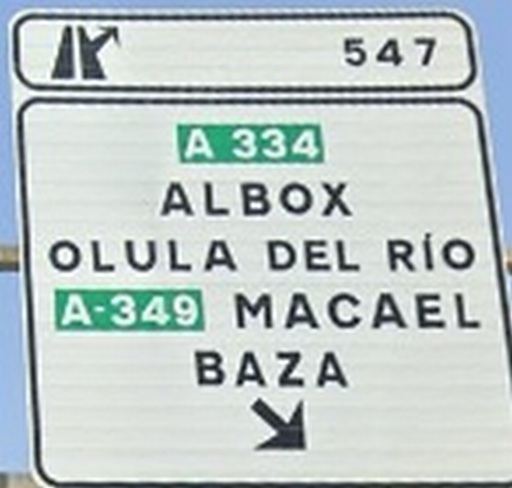 547
A 334
ALBOX
OLULA DEL RÍO
A-349 MACAEL
BAZA